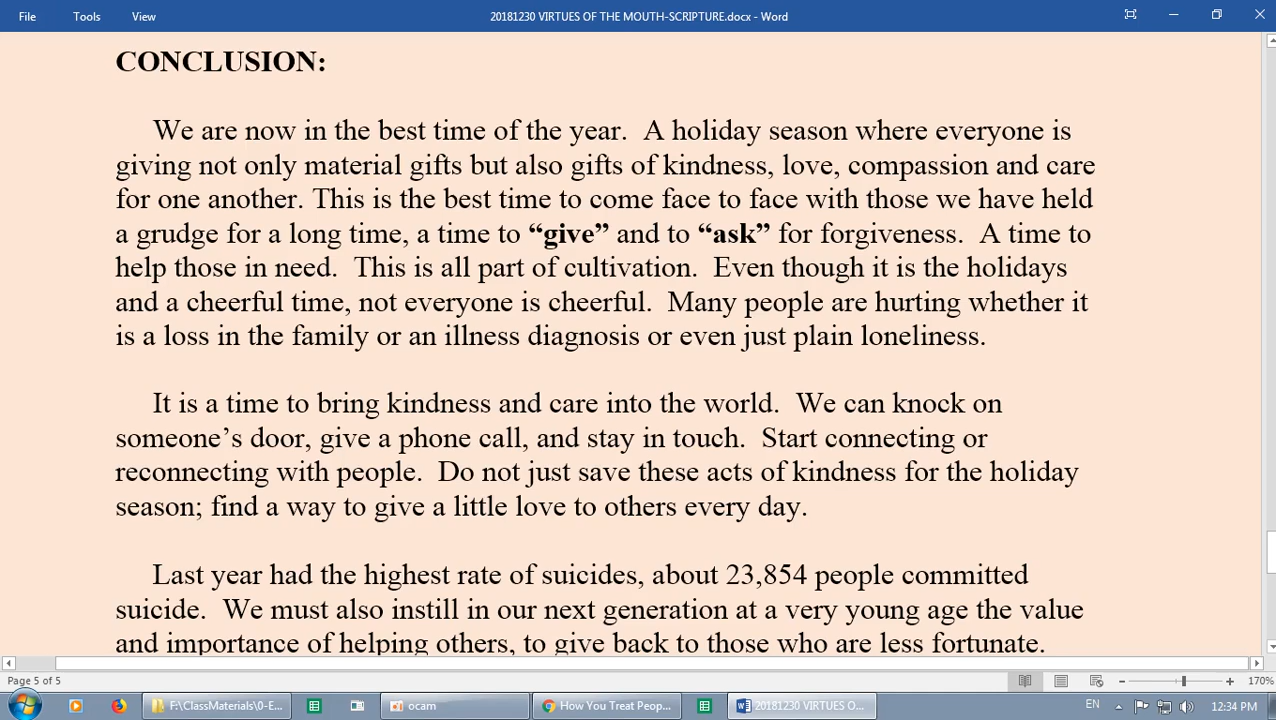 File Tools View 20181230 VIRTUES OF THE MOUTH-SCRIPTURE.docx - Word
CONCLUSION:
We are now in the best time of the year. A holiday season where everyone is
giving not only material gifts but also gifts of kindness, love, compassion and care
for one another. This is the best time to come face to face with those we have held
a grudge for a long time, a time to “give” and to “ask” for forgiveness. A time to
help those in need. This is all part of cultivation. Even though it is the holidays
and a cheerful time, not everyone is cheerful. Many people are hurting whether it
is a loss in the family or an illness diagnosis or even just plain loneliness.
It is a time to bring kindness and care into the world. We can knock on
someone’s door, give a phone call, and stay in touch. Start connecting or
reconnecting with people. Do not just save these acts of kindness for the holiday
season; find a way to give a little love to others every day.
Last year had the highest rate of suicides, about 23,854 people committed
suicide. We must also instill in our next generation at a very young age the value
and importance of helping others, to give back to those who are less fortunate.
Page 5 of 5 170%
F:\ClassMaterials\0-E... ocam How You Treat Peop... 20181230 VIRTUES O... EN 12:34 PM